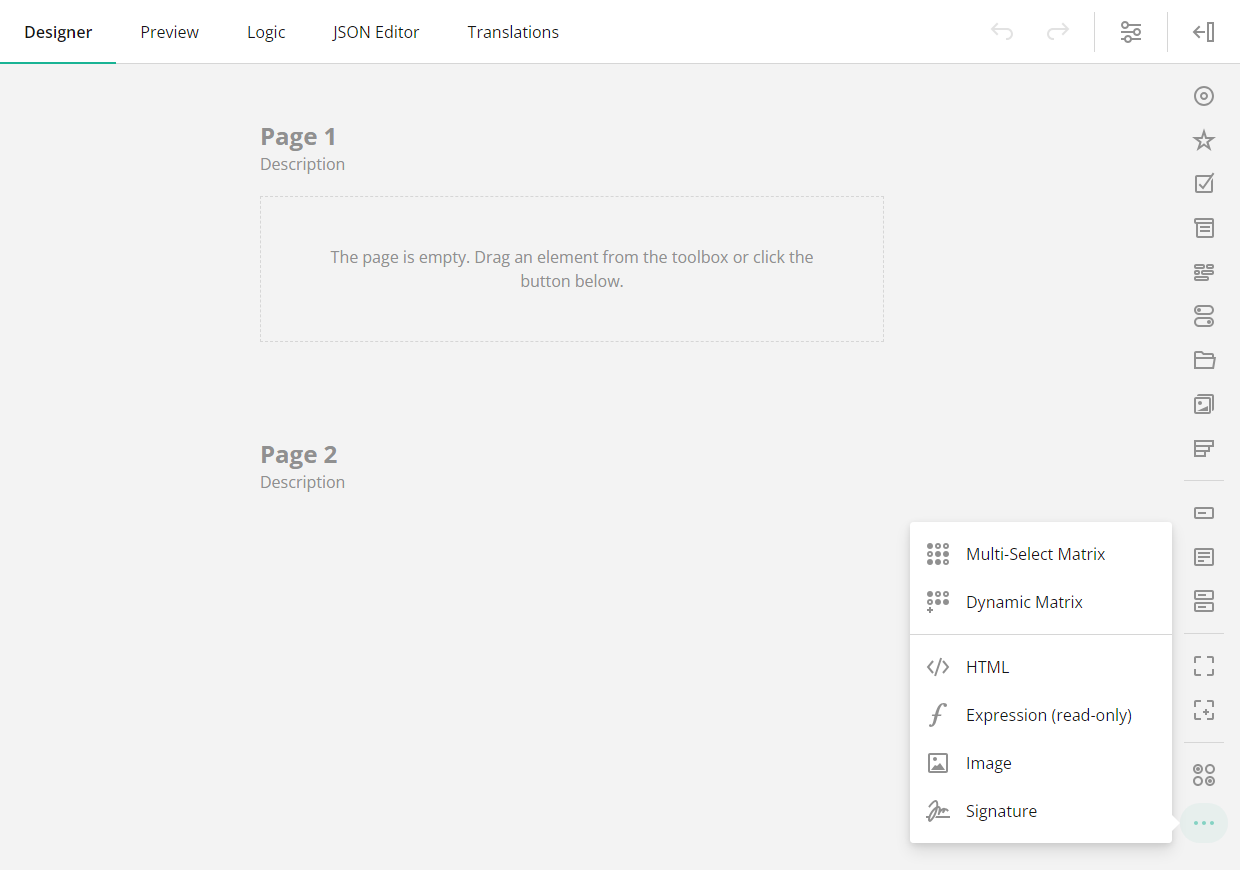 Designer
Preview
Logic
JSON Editor
Translations
Page 1
Description
The page is empty. Drag an element from the toolbox or click the
button below.
Page 2
Description
Multi-Select Matrix
Dynamic Matrix
HTML
Expression (read-only)
Image
Signature